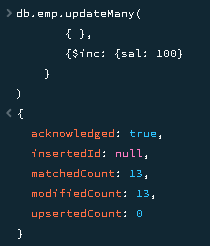 > db.emp.updateMany(
{ },
{$inc: {sal: 100}
}
)
< {
acknowledged: true,
insertedId: null,
matchedCount: 13,
modifiedCount: 13,
upsertedCount: 0
}